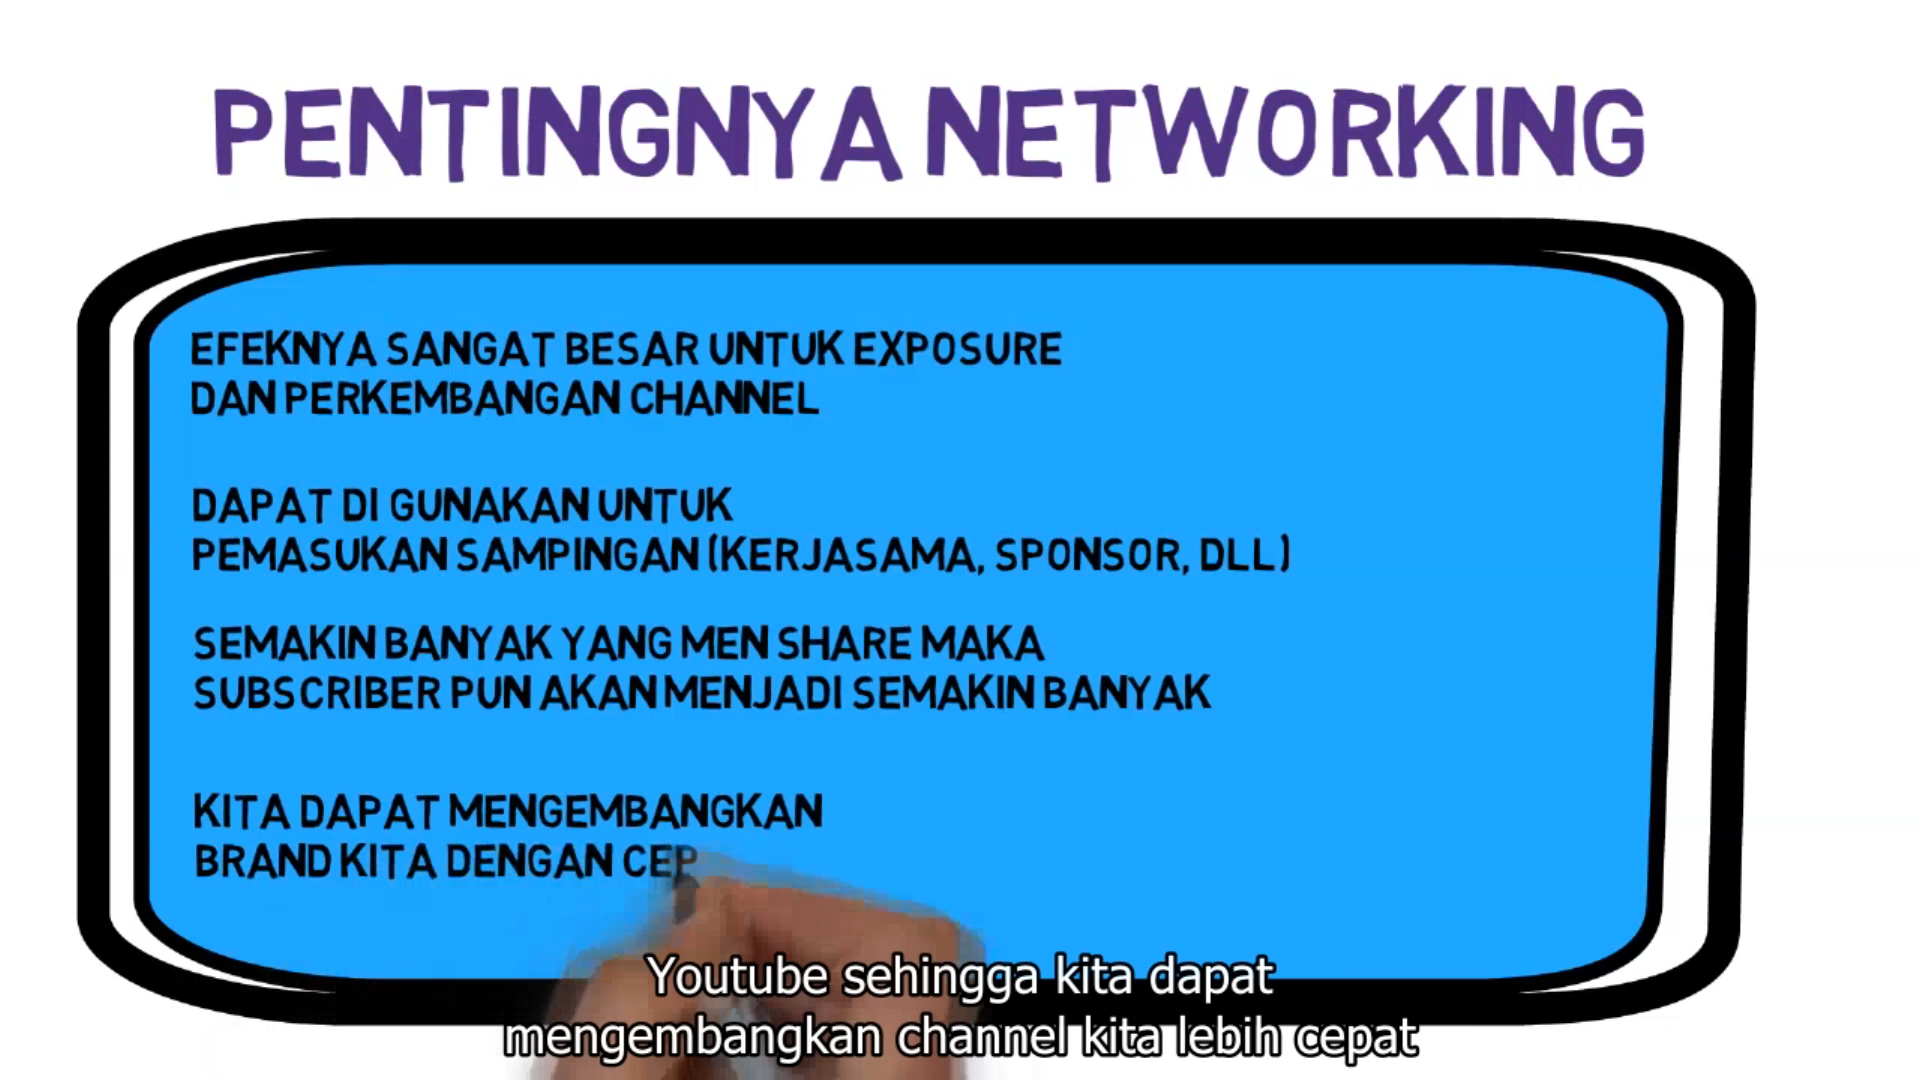 PENTINGNYA NETWORKING
EFEKNYA SANGAT BESAR UNTUK EXPOSURE
DAN PERKEMBANGAN CHANNEL
DAPAT DI GUNAKAN UNTUK
PEMASUKAN SAMPINGAN (KERJASAMA, SPONSOR, DLL)
SEMAKIN BANYAK YANG MEN SHARE MAKA
SUBSCRIBER PUN AKAN MENJADI SEMAKIN BANYAK
KITA DAPAT MENGEMBANGKAN
BRAND KITA DENGAN CEP
Youtube sehingga kita dapat
mengembangkan channel kita lebih cepat